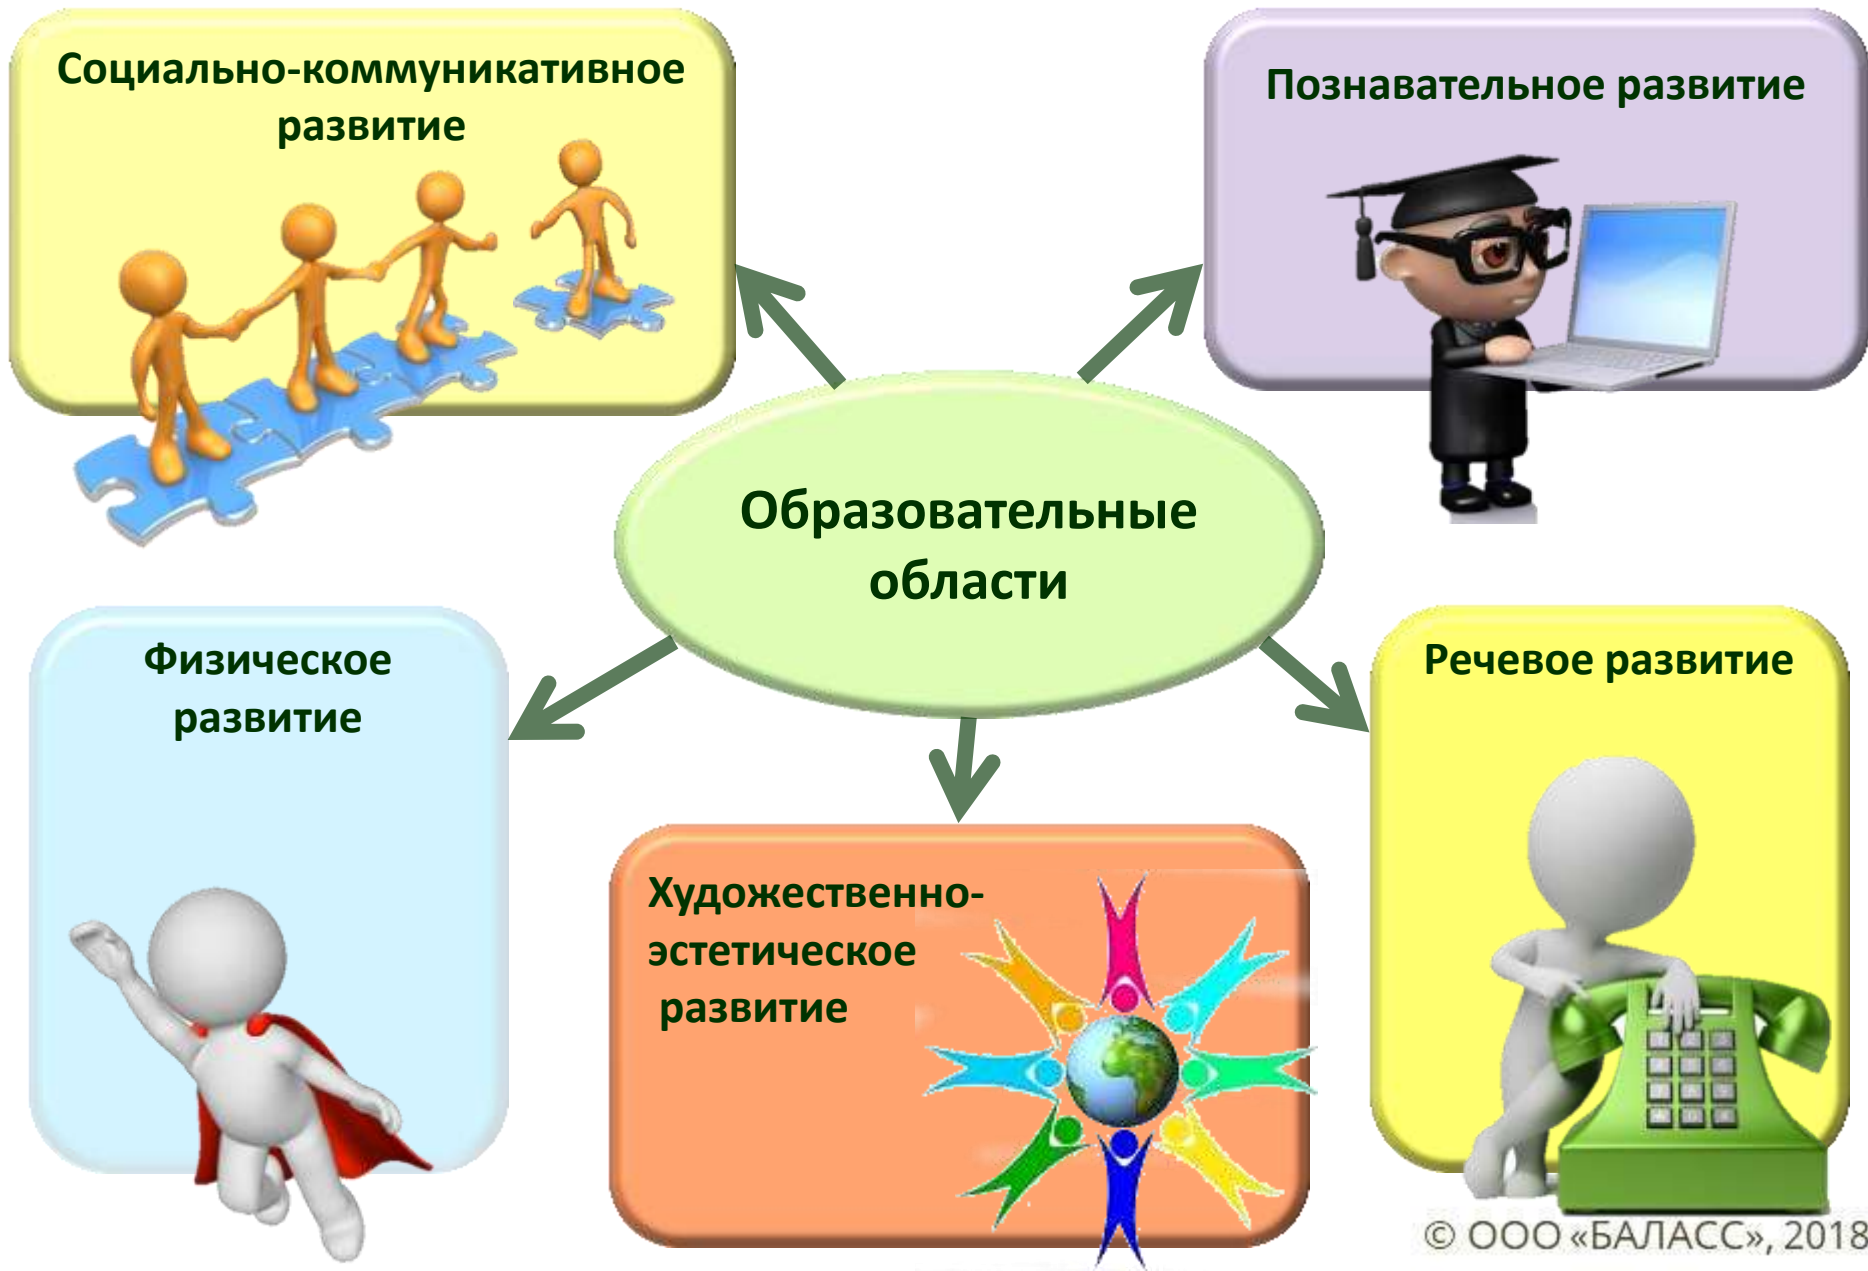 Социально-коммуникативное
развитие
Познавательное развитие
Образовательные
области
Физическое
развитие
Речевое развитие
Художественно-
эстетическое
развитие
© ООО «БАЛАСС», 2018